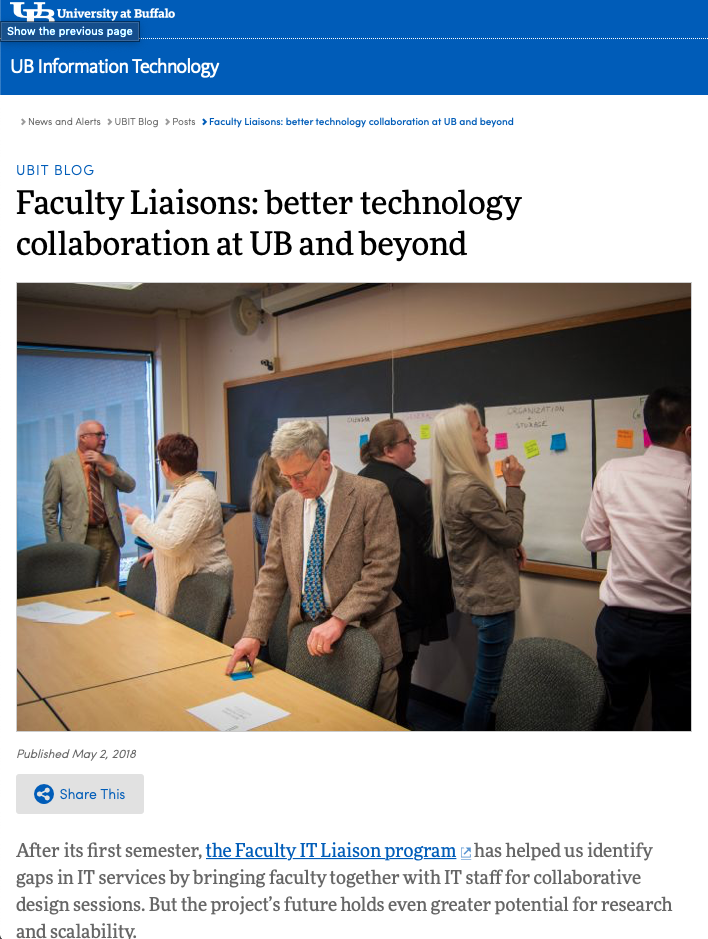 UB University at Buffalo
Show the previous page
UB Information Technology
News and Alerts UBIT Blog Posts Faculty Liaisons: better technology collaboration at UB and beyond
UBIT BLOG
Faculty Liaisons: better technology
collaboration at UB and beyond
ORGANIZATION
STORAGE
Published May 2, 2018
Share This
After its first semester, the Faculty IT Liaison program has helped us identify
gaps in IT services by bringing faculty together with IT staff for collaborative
design sessions. But the project's future holds even greater potential for research
and scalability.